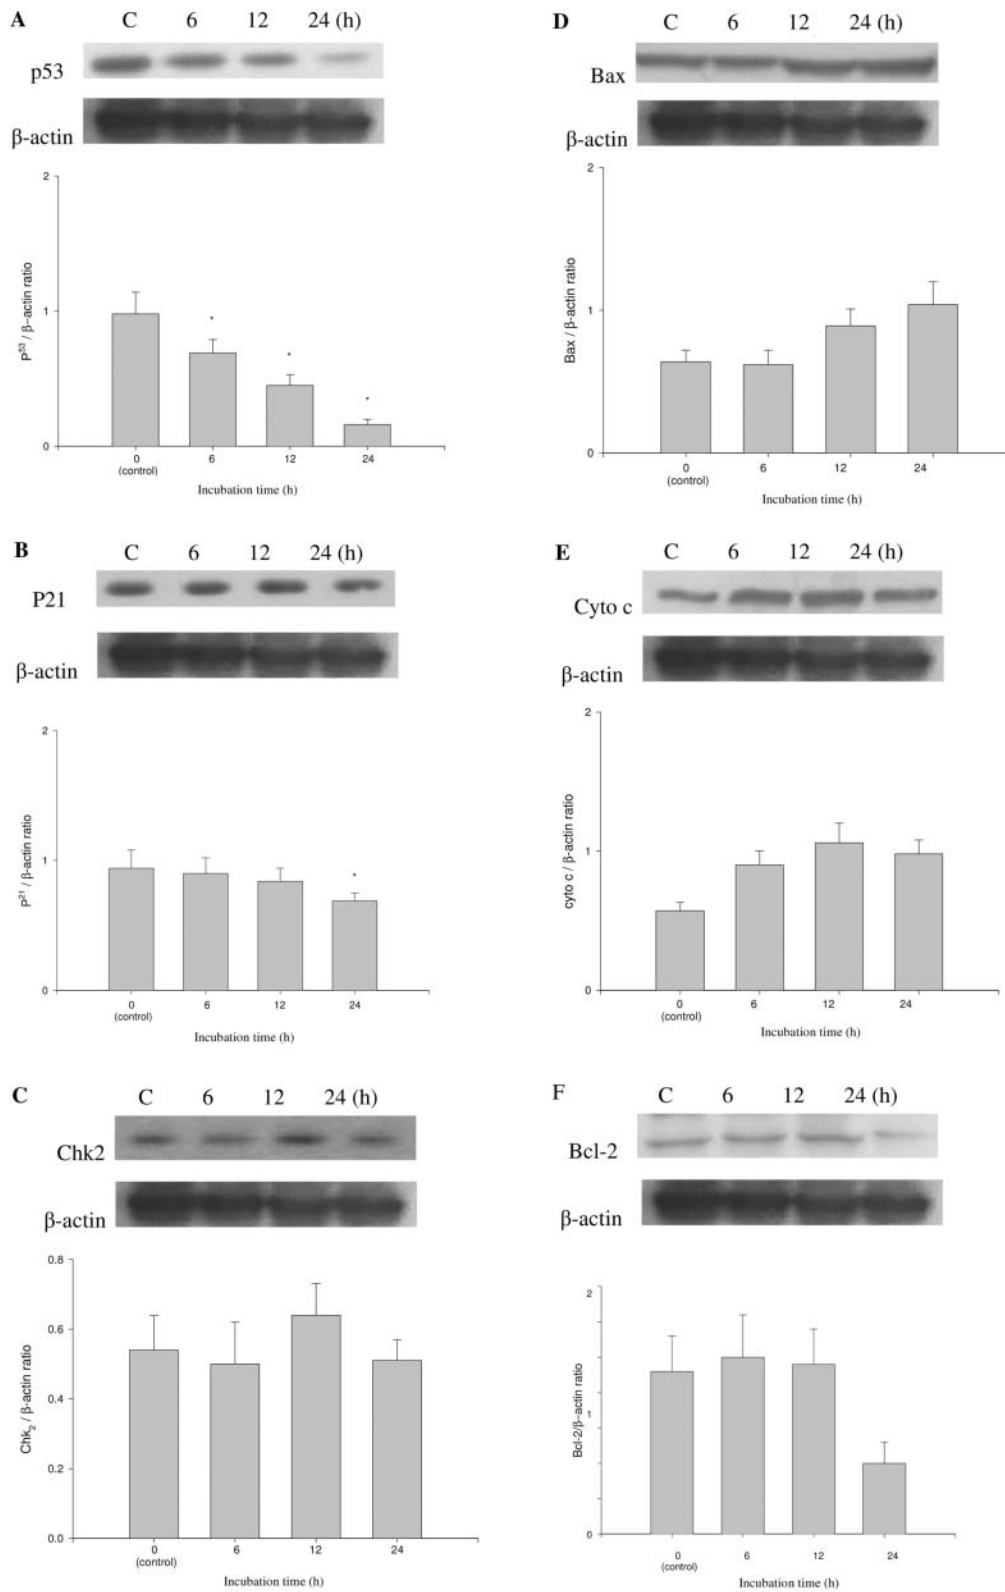 A
C 6 12 24 (h)
p53
β-actin
2
1
0
P53 / β-actin ratio
*
*
*
0 6 12 24
(control)
Incubation time (h)
B
C 6 12 24 (h)
P21
β-actin
2
1
0
P21 / β-actin ratio
*
0 6 12 24
(control)
Incubation time (h)
C
C 6 12 24 (h)
Chk2
β-actin
0.8
0.6
0.4
0.2
0.0
Chk2 / β-actin ratio
0 6 12 24
(control)
Incubation time (h)
D
C 6 12 24 (h)
Bax
β-actin
2
1
0
Bax / β-actin ratio
0 6 12 24
(control)
Incubation time (h)
E
C 6 12 24 (h)
Cyto c
β-actin
2
1
0
cyto c / β-actin ratio
0 6 12 24
(control)
Incubation time (h)
F
C 6 12 24 (h)
Bcl-2
β-actin
2
1
0
Bcl-2/β-actin ratio
0 6 12 24
(control)
Incubation time (h)